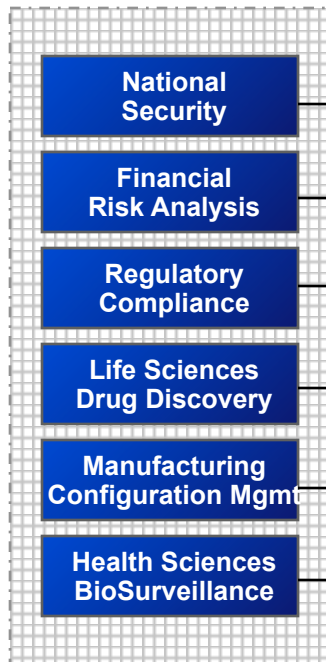 National
Security
Financial
Risk Analysis
Regulatory
Compliance
Life Sciences
Drug Discovery
Manufacturing
Configuration Mgmt
Health Sciences
BioSurveillance